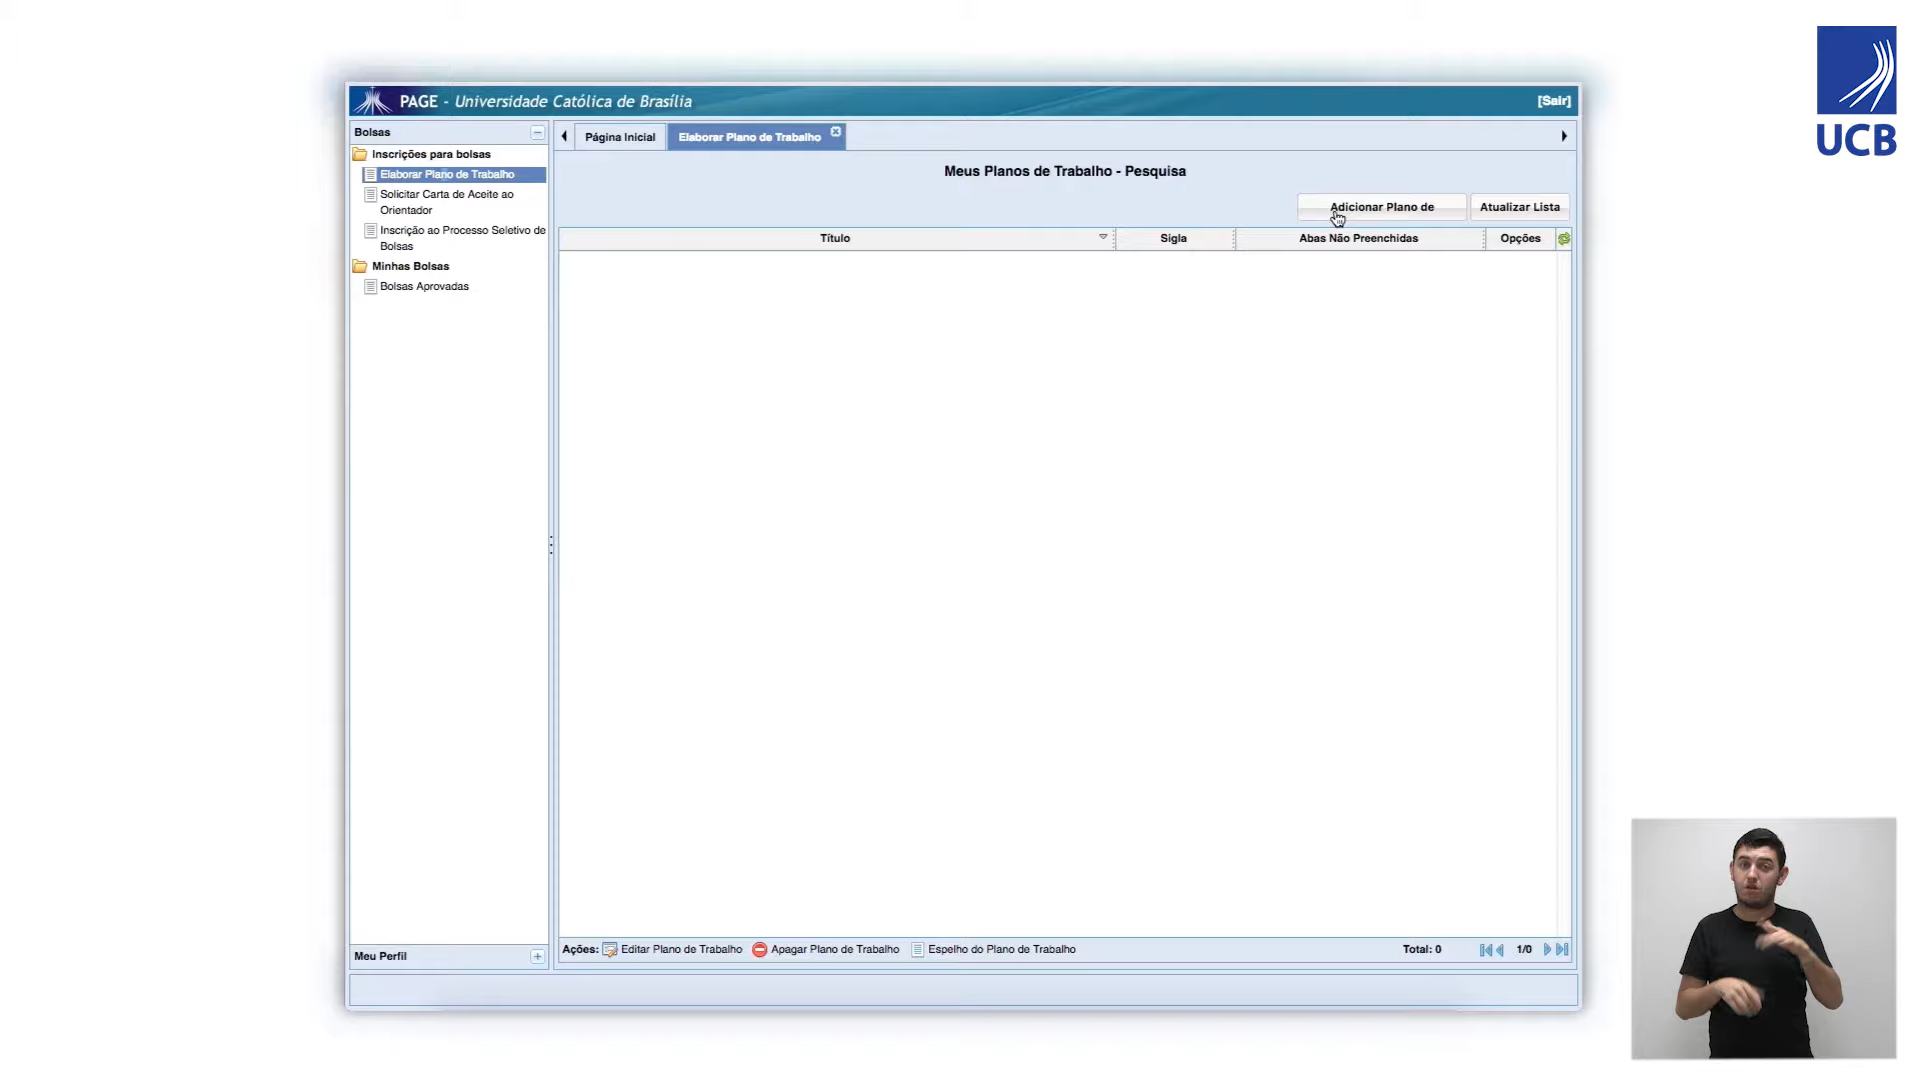 UCB
PAGE - Universidade Católica de Brasília
[Sair]
Bolsas
Inscrições para bolsas
Elaborar Plano de Trabalho
Solicitar Carta de Aceite ao
Orientador
Inscrição ao Processo Seletivo de
Bolsas
Minhas Bolsas
Bolsas Aprovadas
Meu Perfil
Página Inicial
Elaborar Plano de Trabalho
Meus Planos de Trabalho - Pesquisa
Adicionar Plano de
Atualizar Lista
Título
Sigla
Abas Não Preenchidas
Opções
Ações: Editar Plano de Trabalho Apagar Plano de Trabalho Espelho do Plano de Trabalho
Total: 0
1/0